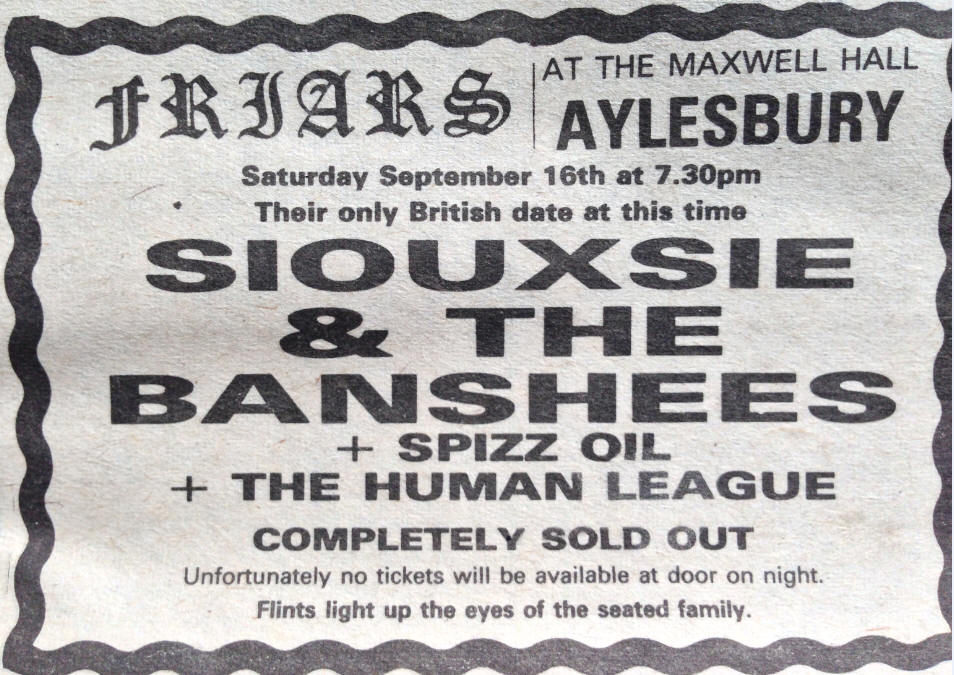 FRIARS
AT THE MAXWELL HALL
AYLESBURY
Saturday September 16th at 7.30pm
Their only British date at this time
SIOUXSIE
& THE
BANSHEES
+ SPIZZ OIL
+ THE HUMAN LEAGUE
COMPLETELY SOLD OUT
Unfortunately no tickets will be available at door on night.
Flints light up the eyes of the seated family.